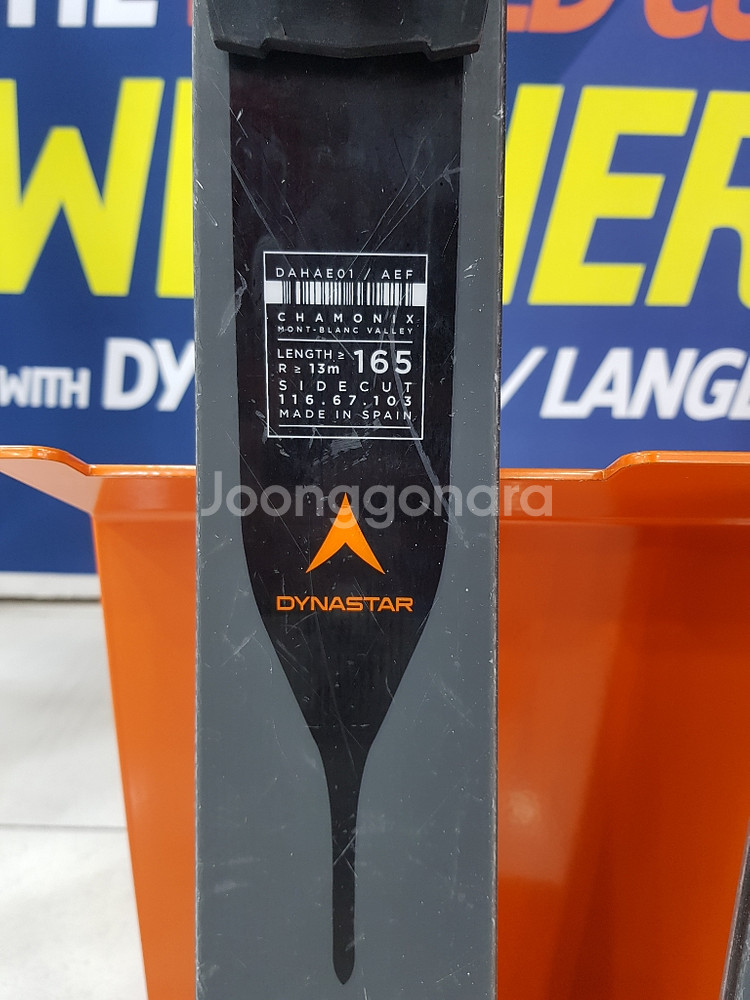 THE
WITH DY
/ LANGE
DAHAE01 / AEF
CHAMONIX
MONT-BLANC VALLEY
LENGTH ≥ 165
R ≥ 13m
SIDECUT
116.67.103
MADE IN SPAIN
Joonggonara
DYNASTAR